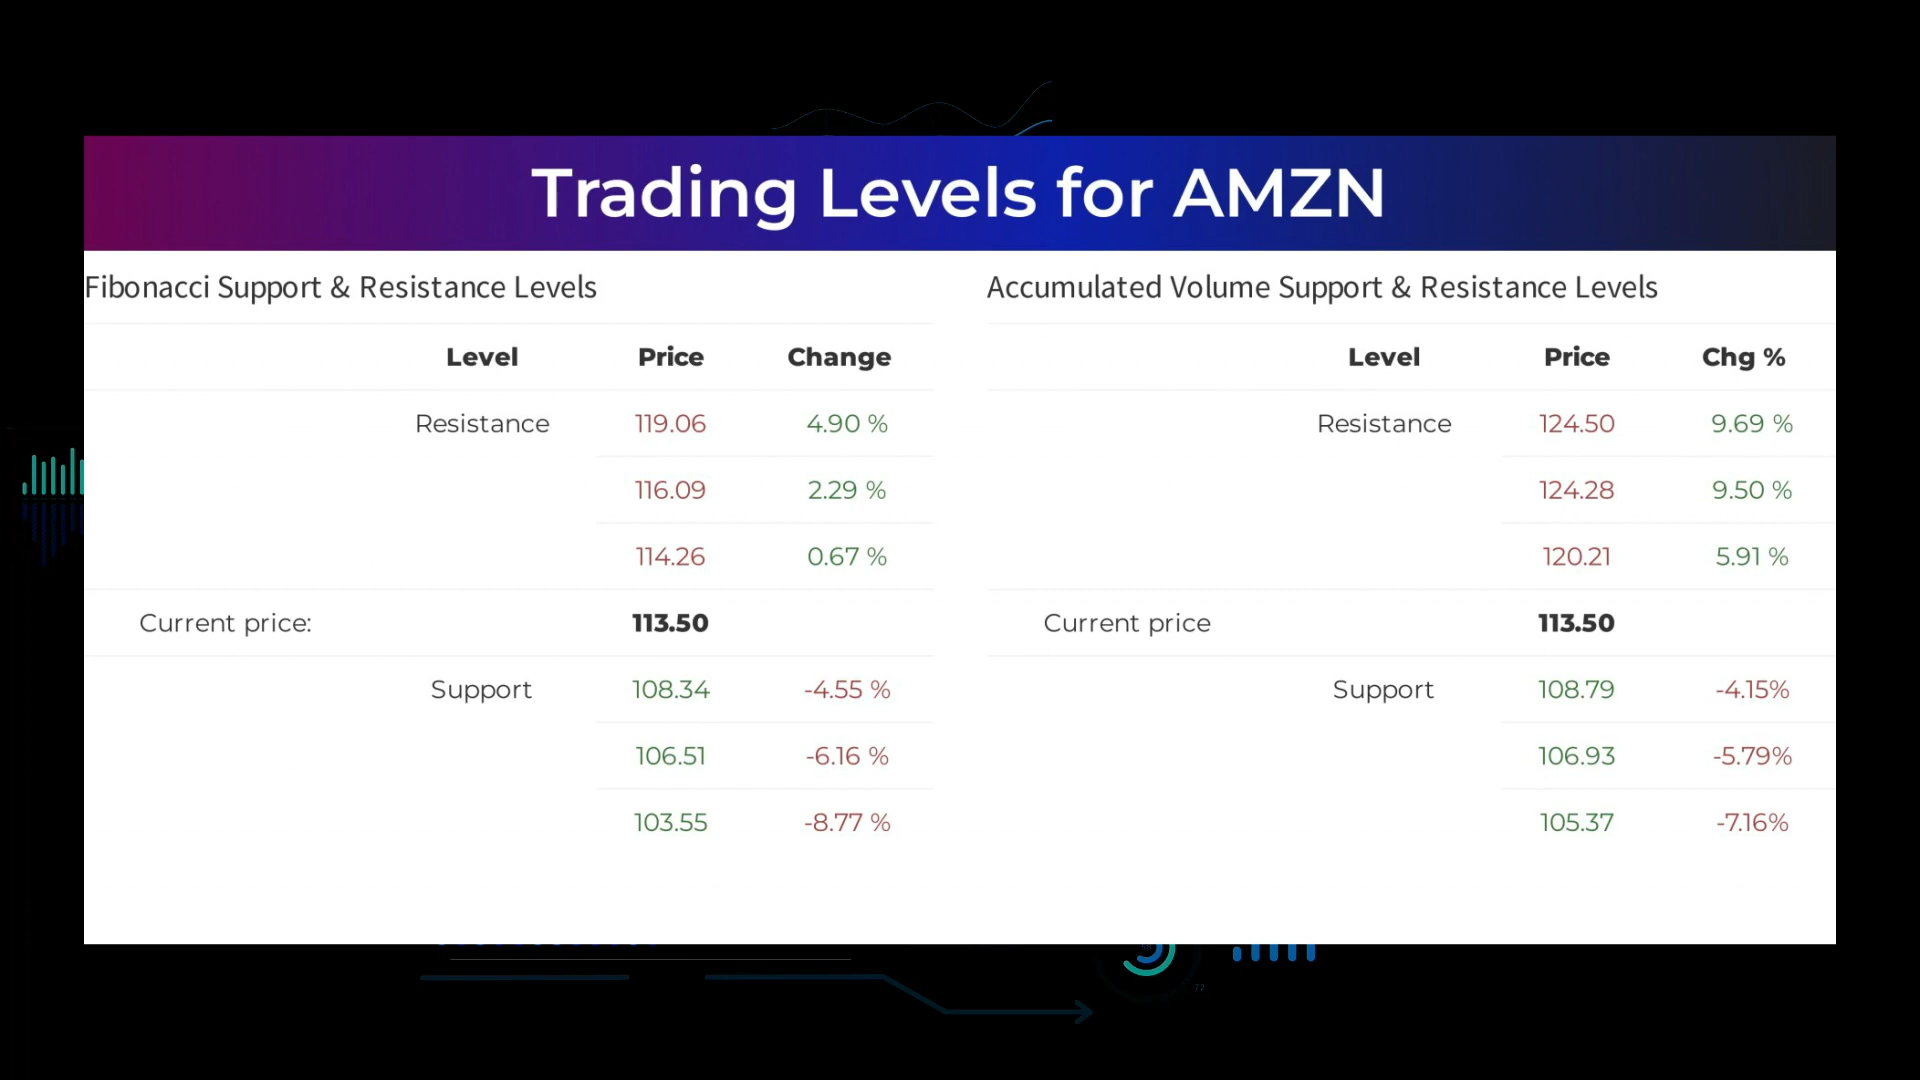 Trading Levels for AMZN
Fibonacci Support & Resistance Levels
Level Price Change
Resistance 119.06 4.90 %
116.09 2.29 %
114.26 0.67 %
Current price: 113.50
Support 108.34 -4.55 %
106.51 -6.16 %
103.55 -8.77 %
Accumulated Volume Support & Resistance Levels
Level Price Chg %
Resistance 124.50 9.69 %
124.28 9.50 %
120.21 5.91 %
Current price 113.50
Support 108.79 -4.15%
106.93 -5.79%
105.37 -7.16%